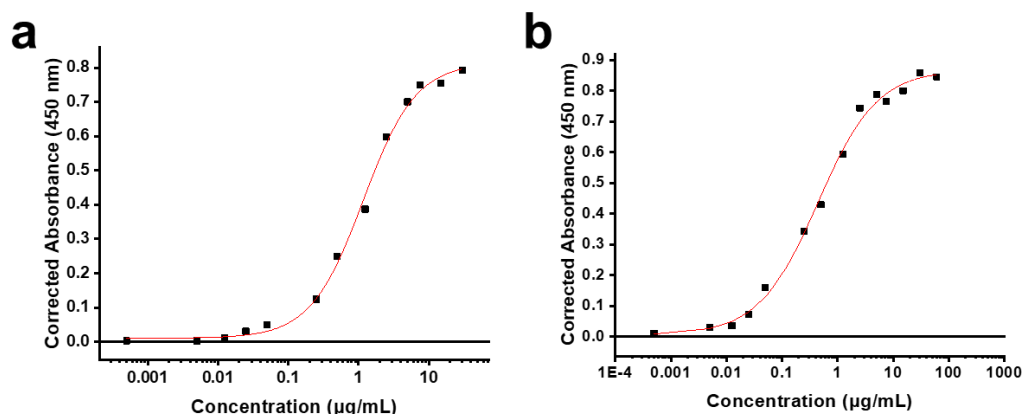 a
Corrected Absorbance (450 nm)
0.8
0.7
0.6
0.5
0.4
0.3
0.2
0.1
0.0
0.001 0.01 0.1 1 10
Concentration (µg/mL)
b
Corrected Absorbance (450 nm)
0.9
0.8
0.7
0.6
0.5
0.4
0.3
0.2
0.1
0.0
1E-4 0.001 0.01 0.1 1 10 100 1000
Concentration (µg/mL)